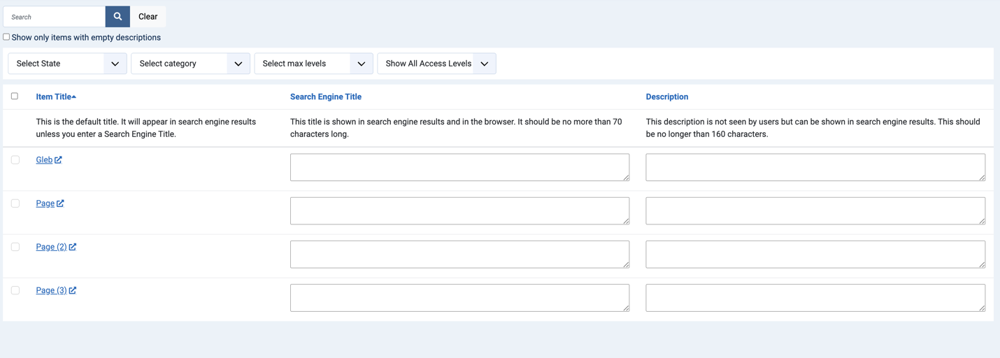 Search
Clear
Show only items with empty descriptions
Select State
Select category
Select max levels
Show All Access Levels
Item Title
Search Engine Title
Description
This is the default title. It will appear in search engine results
unless you enter a Search Engine Title.
This title is shown in search engine results and in the browser. It should be no more than 70
characters long.
This description is not seen by users but can be shown in search engine results. This should
be no longer than 160 characters.
Gleb
Page
Page (2)
Page (3)